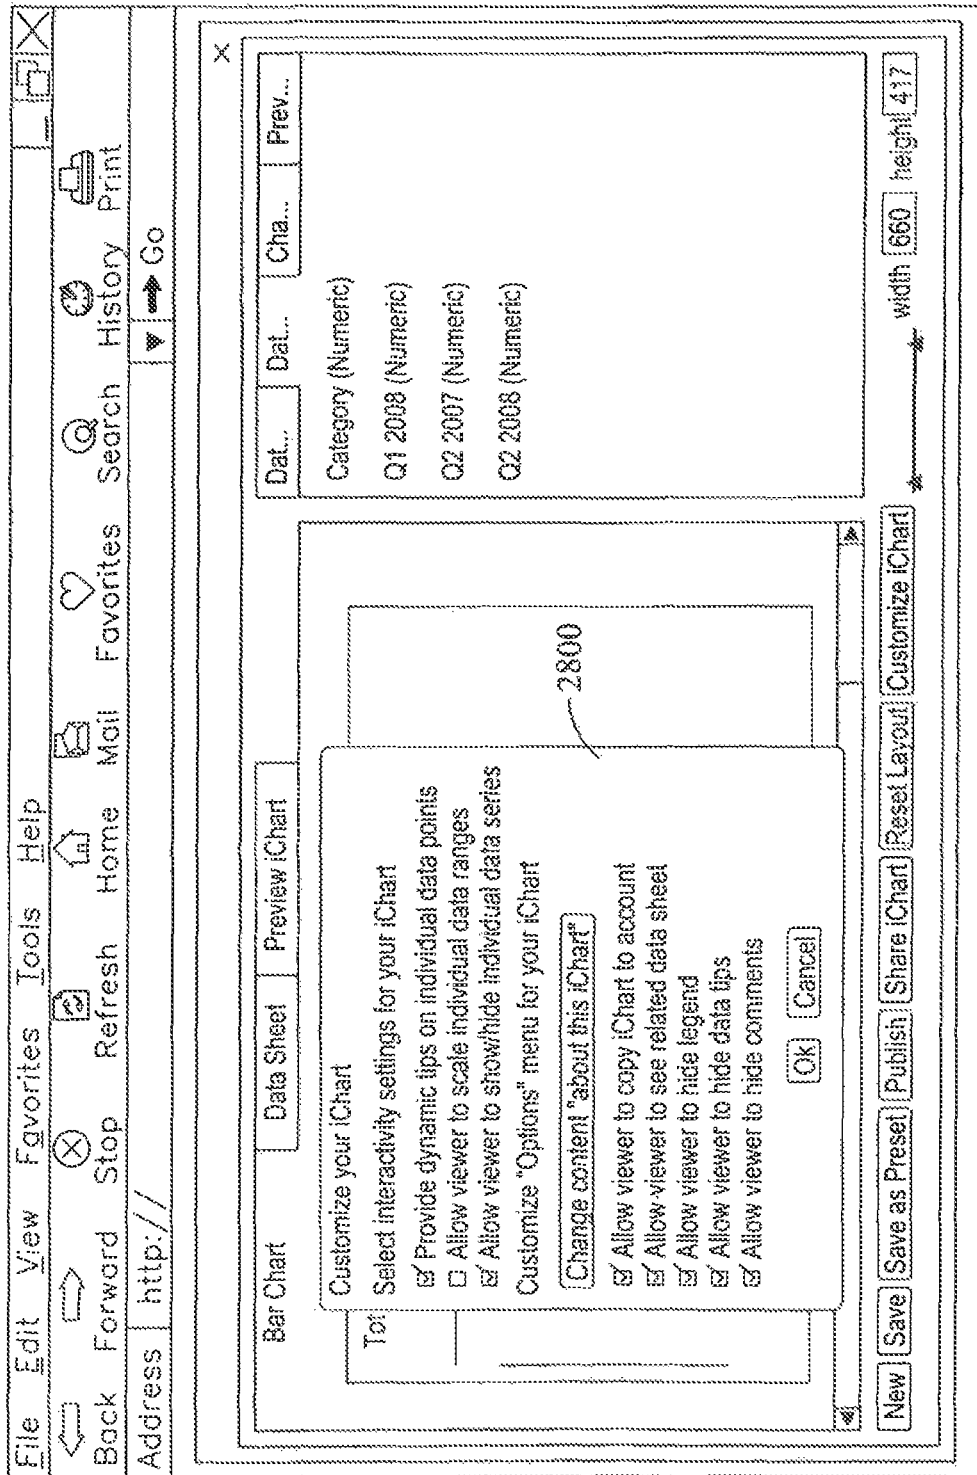 File Edit View Favorites Tools Help
Back Forward Stop Refresh Home Mail Favorites Search History Print
Address http:// Go
Bar Chart Data Sheet Preview iChart
Dat... Dat... Cha... Prev...
Tot
Customize your iChart
Select interactivity settings for your iChart
Provide dynamic tips on individual data points
Allow viewer to scale individual data ranges
Allow viewer to show/hide individual data series
Customize "Options" menu for your iChart
Change content "about this iChart"
Allow viewer to copy iChart to account
Allow viewer to see related data sheet
Allow viewer to hide legend
Allow viewer to hide data tips
Allow viewer to hide comments
Ok Cancel
2800
Category (Numeric)
Q1 2008 (Numeric)
Q2 2007 (Numeric)
Q2 2008 (Numeric)
New Save Save as Preset Publish Share iChart Reset Layout Customize iChart width 660 height 417